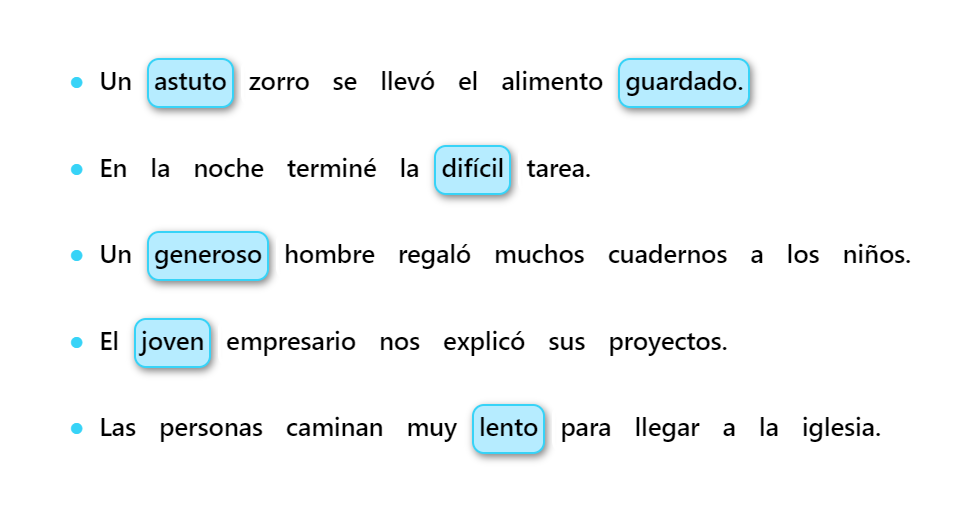 Un astuto zorro se llevó el alimento guardado.
En la noche terminé la difícil tarea.
Un generoso hombre regaló muchos cuadernos a los niños.
El joven empresario nos explicó sus proyectos.
Las personas caminan muy lento para llegar a la iglesia.